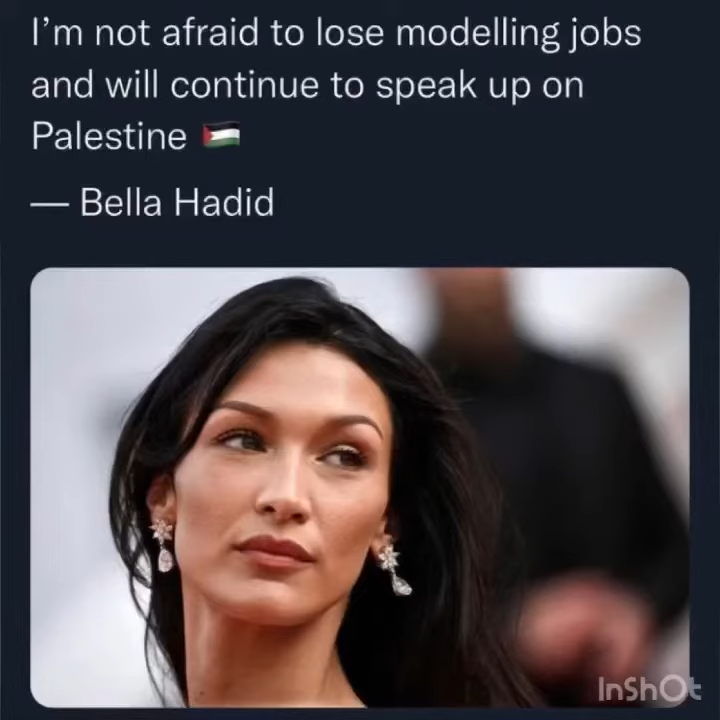 I’m not afraid to lose modelling jobs
and will continue to speak up on
Palestine 🇵🇸
— Bella Hadid
InShOt